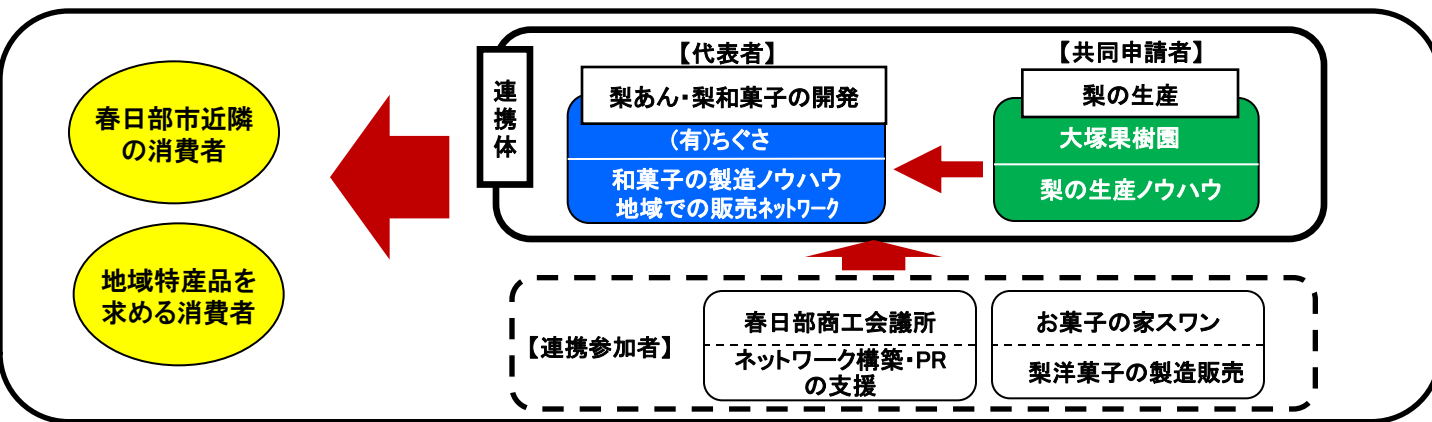 春日部市近隣
の消費者
地域特産品を
求める消費者
連携体
【代表者】
梨あん・梨和菓子の開発
(有)ちぐさ
和菓子の製造ノウハウ
地域での販売ネットワーク
【共同申請者】
梨の生産
大塚果樹園
梨の生産ノウハウ
【連携参加者】
春日部商工会議所
ネットワーク構築・PR
の支援
お菓子の家スワン
梨洋菓子の製造販売